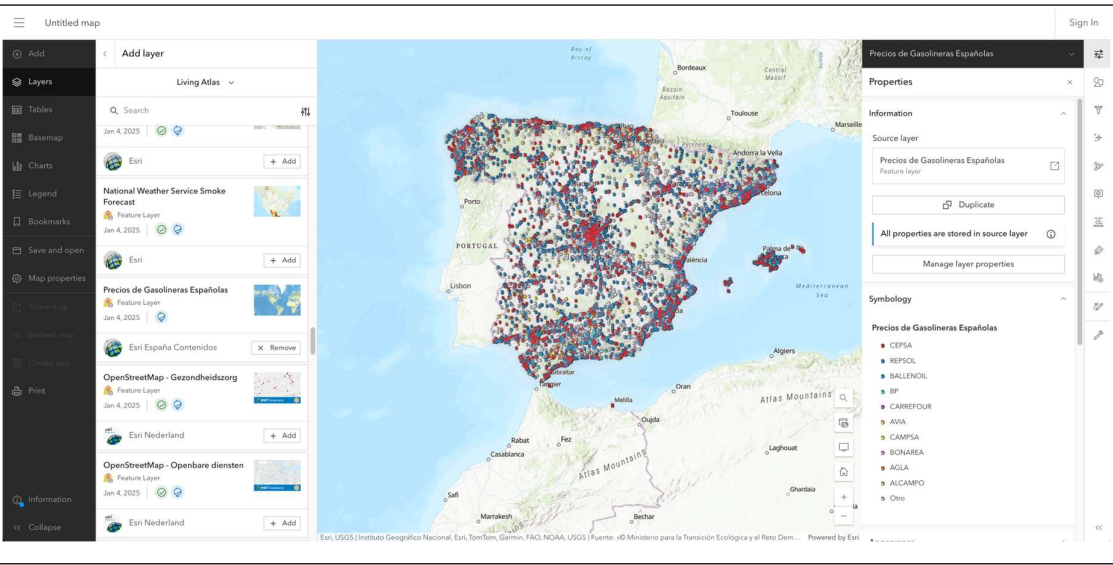 Untitled map
Sign In
Add
Layers
Tables
Basemap
Charts
Legend
Bookmarks
Save and open
Map properties
Share map
Embed map
Create app
Print
Information
Collapse
Add layer
Living Atlas
Search
Jan 4, 2025
Esri
+ Add
National Weather Service Smoke
Forecast
Feature Layer
Jan 4, 2025
Esri
+ Add
Precios de Gasolineras Españolas
Feature Layer
Jan 4, 2025
Esri España Contenidos
× Remove
OpenStreetMap - Gezondheidszorg
Feature Layer
Jan 4, 2025
Esri Nederland
+ Add
OpenStreetMap - Openbare diensten
Feature Layer
Jan 4, 2025
Esri Nederland
+ Add
Bay of
Biscay
Bordeaux
Central
Massif
Bassin
Aquitain
Toulouse
Marseille
Pyrenees
Andorra la Vella
Porto
PORTUGAL
Palma de
Lisbon
Mediterranean
Sea
Algiers
Gibraltar
Tangier
Oran
Melilla
Atlas Mountains
Oujda
Rabat
Fez
Casablanca
Laghouat
Atlas Mountains
Ghardaia
Safi
Marrakesh
Bechar
Esri, USGS | Instituto Geográfico Nacional, Esri, TomTom, Garmin, FAO, NOAA, USGS | Fuente: «© Ministerio para la Transición Ecológica y el Reto Dem...
Powered by Esri
Precios de Gasolineras Españolas
Properties
Information
Source layer
Precios de Gasolineras Españolas
Feature layer
Duplicate
All properties are stored in source layer
Manage layer properties
Symbology
Precios de Gasolineras Españolas
CEPSA
REPSOL
BALLENOIL
BP
CARREFOUR
AVIA
CAMPSA
BONAREA
AGLA
ALCAMPO
Otro